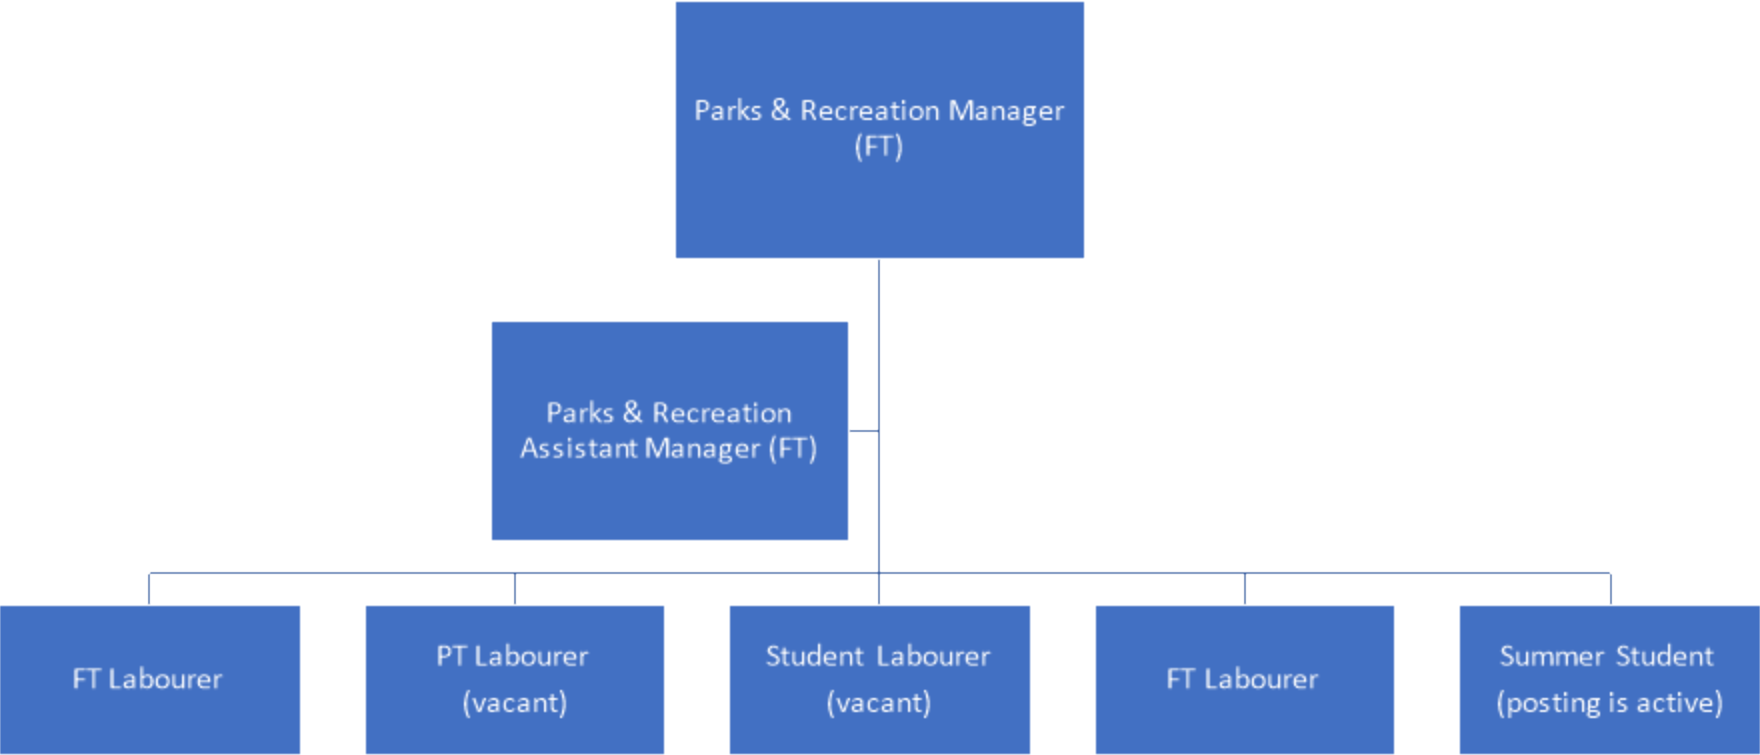 Parks & Recreation Manager
(FT)
Parks & Recreation
Assistant Manager (FT)
FT Labourer
PT Labourer
(vacant)
Student Labourer
(vacant)
FT Labourer
Summer Student
(posting is active)